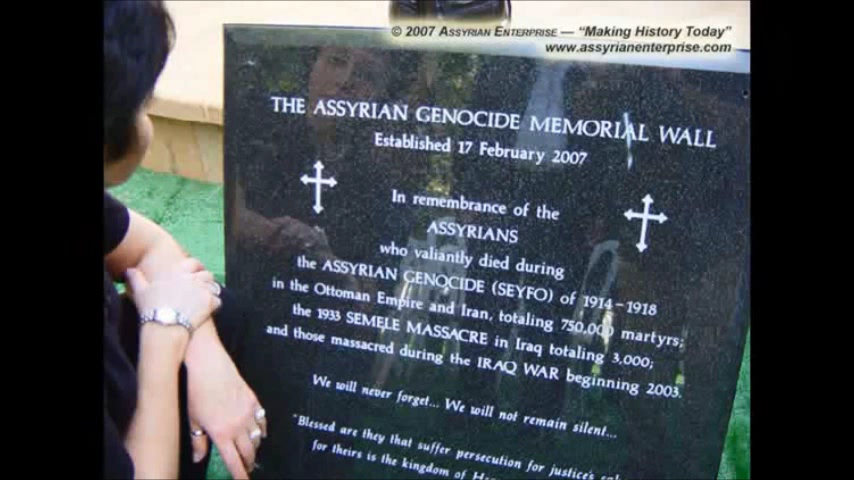 © 2007 ASSYRIAN ENTERPRISE — “Making History Today”
www.assyrianenterprise.com
THE ASSYRIAN GENOCIDE MEMORIAL WALL
Established 17 February 2007
In remembrance of the
ASSYRIANS
who valiantly died during
the ASSYRIAN GENOCIDE (SEYFO) of 1914-1918
in the Ottoman Empire and Iran, totaling 750,000 martyrs;
the 1933 SEMELE MASSACRE in Iraq totaling 3,000;
and those massacred during the IRAQ WAR beginning 2003.
We will never forget... We will not remain silent...
"Blessed are they that suffer persecution for justice's
for theirs is the kingdom of